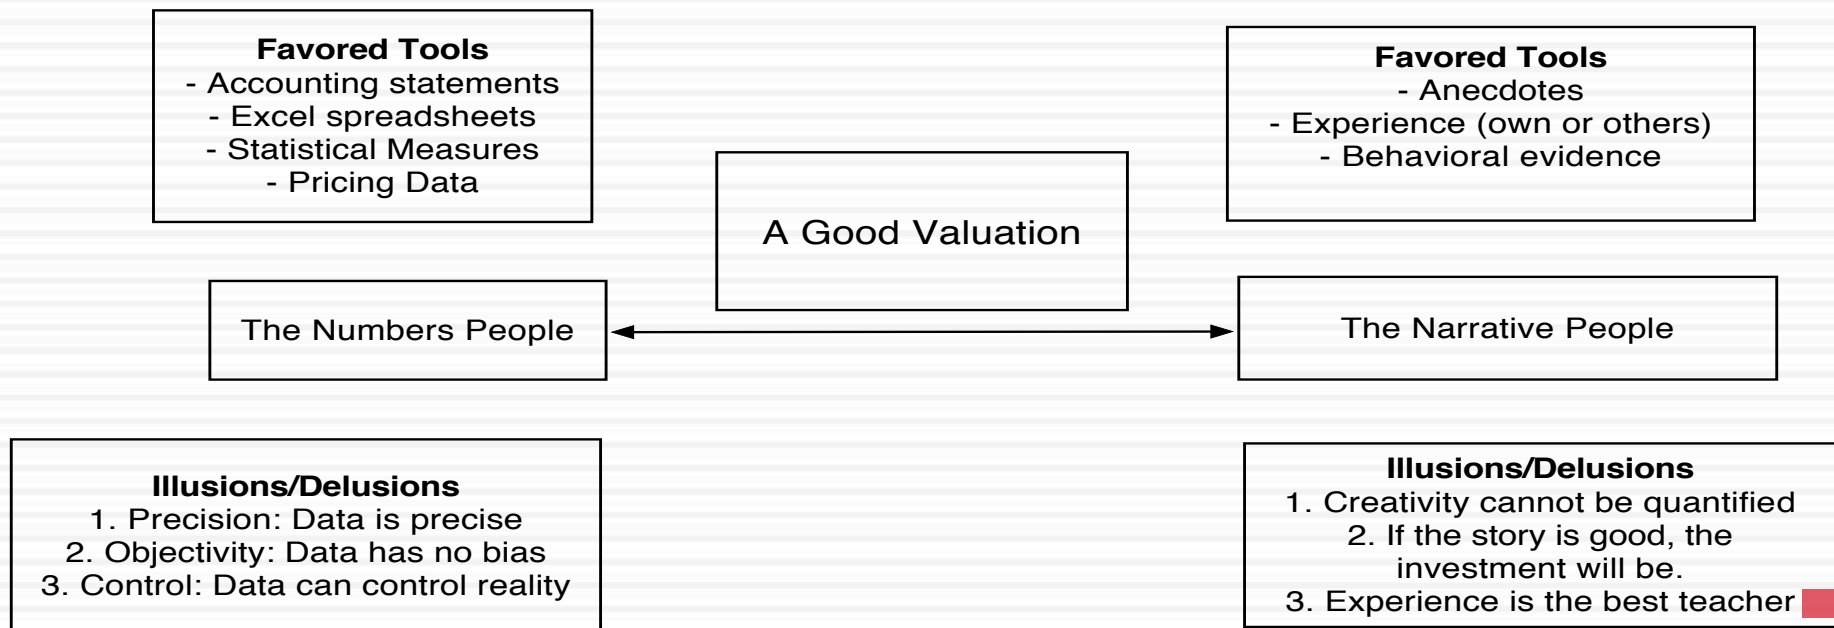 Favored Tools
- Accounting statements
- Excel spreadsheets
- Statistical Measures
- Pricing Data
Favored Tools
- Anecdotes
- Experience (own or others)
- Behavioral evidence
A Good Valuation
The Numbers People
The Narrative People
Illusions/Delusions
1. Precision: Data is precise
2. Objectivity: Data has no bias
3. Control: Data can control reality
Illusions/Delusions
1. Creativity cannot be quantified
2. If the story is good, the
investment will be.
3. Experience is the best teacher